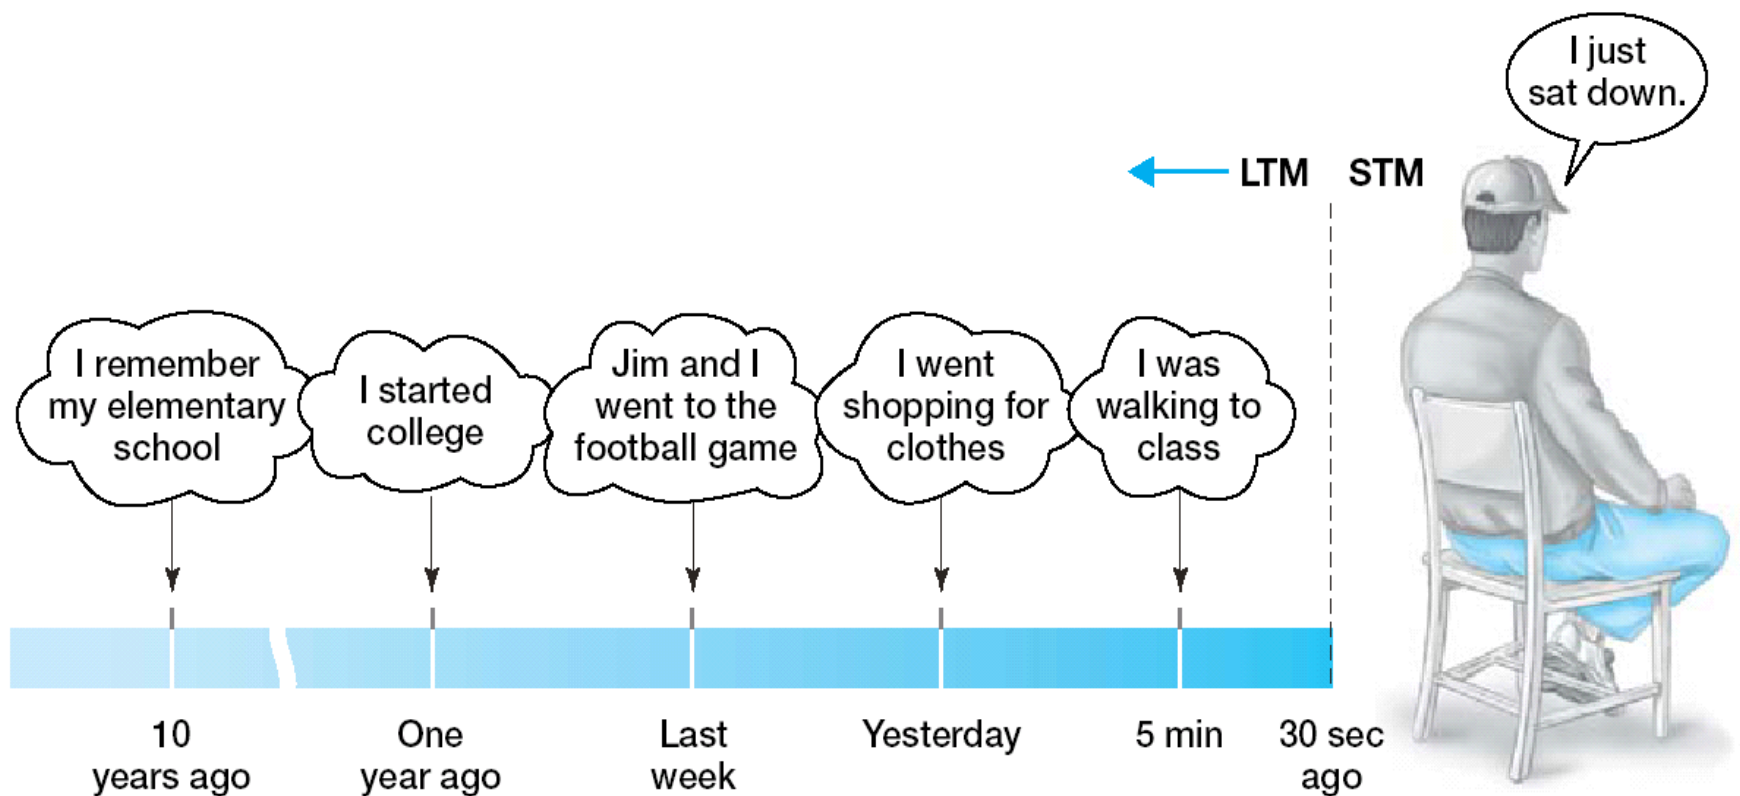 I just
sat down.
LTM STM
I remember
my elementary
school
I started
college
Jim and I
went to the
football game
I went
shopping for
clothes
I was
walking to
class
10
years ago
One
year ago
Last
week
Yesterday
5 min
30 sec
ago